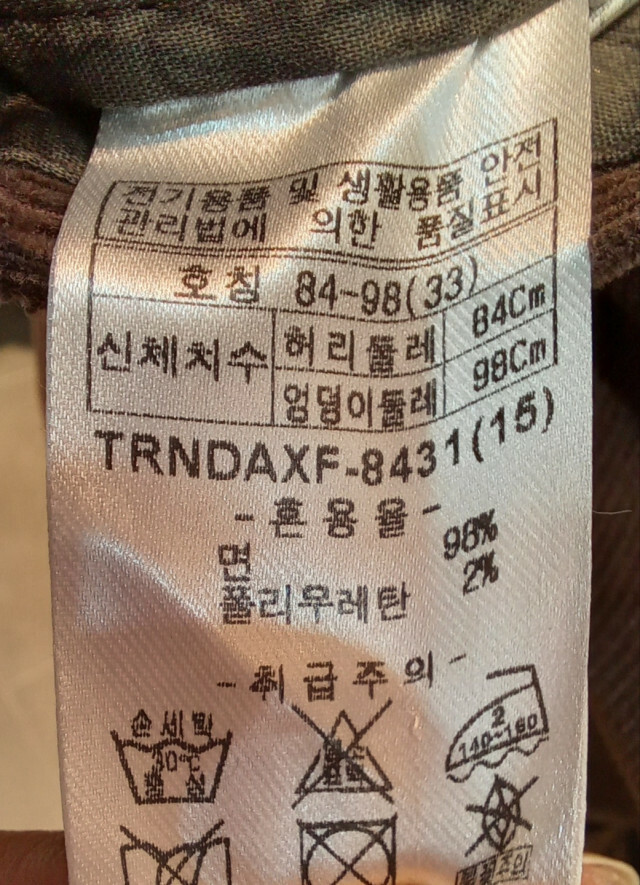 전기용품 및 생활용품 안전
관리법에 의한 품질표시
호칭 84-98(33)
신체치수 허리둘레 84Cm
엉덩이둘레 98Cm
TRNDAXF-8431(15)
-혼용율-
면 98%
폴리우레탄 2%
-취급주의-
손세탁
30°C
중성
2
140~160